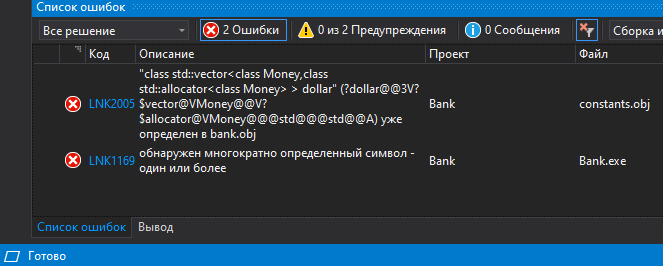 Список ошибок
Все решение
2 Ошибки
0 из 2 Предупреждения
0 Сообщения
Сборка и
Код Описание Проект Файл
"class std::vector<class Money,class
std::allocator<class Money> > dollar" (?dollar@@3V?
LNK2005 $vector@VMoney@@V? Bank constants.obj
$allocator@VMoney@@@std@@@std@@A) уже
определен в bank.obj
LNK1169 обнаружен многократно определенный символ - Bank Bank.exe
один или более
Список ошибок Вывод
Готово